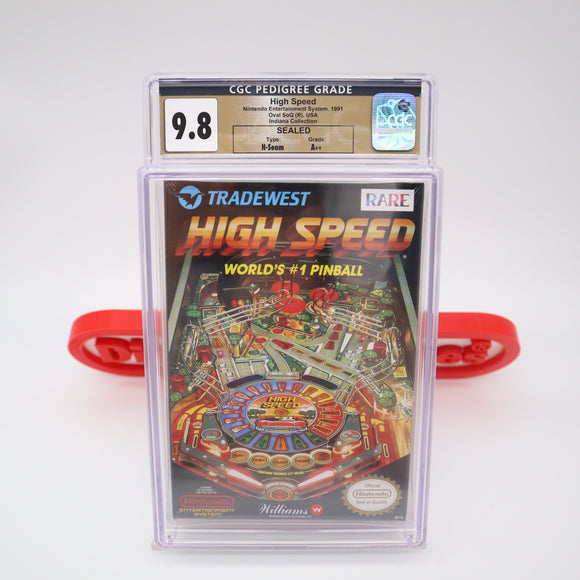 CGC PEDIGREE GRADE
9.8
High Speed
Nintendo Entertainment System, 1991
Oval SoQ (R), USA
Indiana Collection
SEALED
Type: Grade:
H-Seam A++
CGC
TRADEWEST
RARE
HIGH SPEED
WORLD'S #1 PINBALL
HIGH SPEED
Nintendo
ENTERTAINMENT
SYSTEM
Williams
Official
Nintendo
Seal of Quality